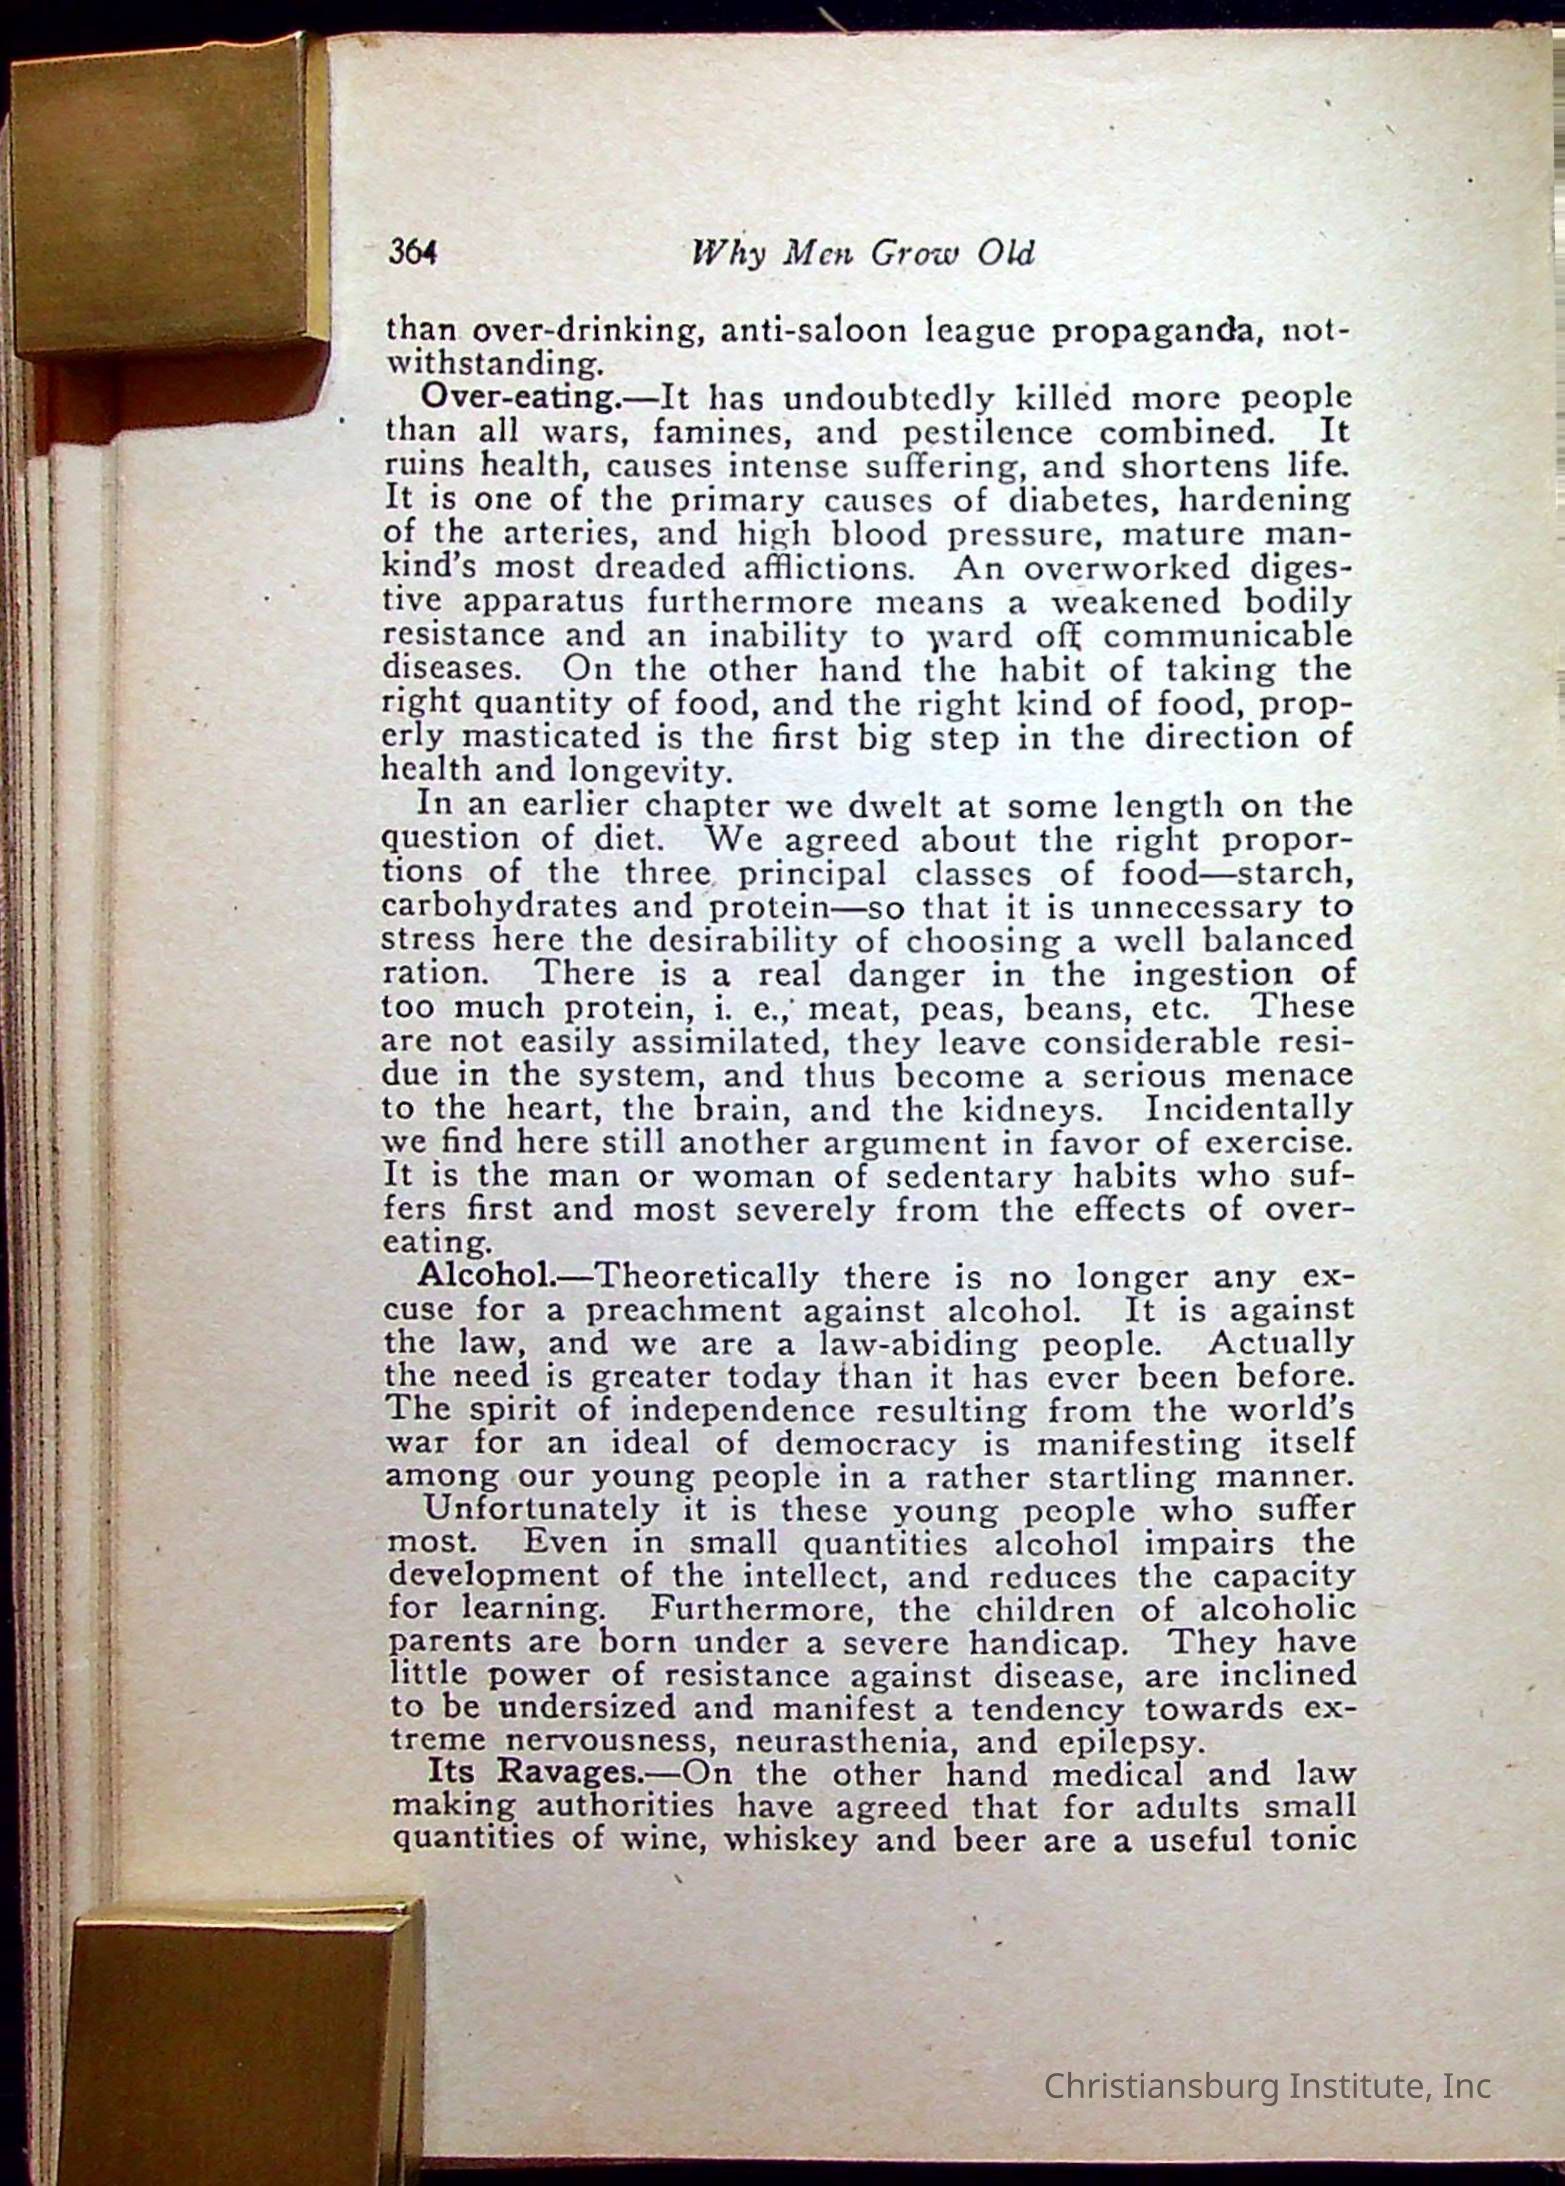 364 Why Men Grow Old
than over-drinking, anti-saloon league propaganda, not-
withstanding.
Over-eating.—It has undoubtedly killed more people
than all wars, famines, and pestilence combined. It
ruins health, causes intense suffering, and shortens life.
It is one of the primary causes of diabetes, hardening
of the arteries, and high blood pressure, mature man-
kind's most dreaded afflictions. An overworked diges-
tive apparatus furthermore means a weakened bodily
resistance and an inability to ward off communicable
diseases. On the other hand the habit of taking the
right quantity of food, and the right kind of food, prop-
erly masticated is the first big step in the direction of
health and longevity.
In an earlier chapter we dwelt at some length on the
question of diet. We agreed about the right propor-
tions of the three principal classes of food—starch,
carbohydrates and protein—so that it is unnecessary to
stress here the desirability of choosing a well balanced
ration. There is a real danger in the ingestion of
too much protein, i. e., meat, peas, beans, etc. These
are not easily assimilated, they leave considerable resi-
due in the system, and thus become a serious menace
to the heart, the brain, and the kidneys. Incidentally
we find here still another argument in favor of exercise.
It is the man or woman of sedentary habits who suf-
fers first and most severely from the effects of over-
eating.
Alcohol.—Theoretically there is no longer any ex-
cuse for a preachment against alcohol. It is against
the law, and we are a law-abiding people. Actually
the need is greater today than it has ever been before.
The spirit of independence resulting from the world's
war for an ideal of democracy is manifesting itself
among our young people in a rather startling manner.
Unfortunately it is these young people who suffer
most. Even in small quantities alcohol impairs the
development of the intellect, and reduces the capacity
for learning. Furthermore, the children of alcoholic
parents are born under a severe handicap. They have
little power of resistance against disease, are inclined
to be undersized and manifest a tendency towards ex-
treme nervousness, neurasthenia, and epilepsy.
Its Ravages.—On the other hand medical and law
making authorities have agreed that for adults small
quantities of wine, whiskey and beer are a useful tonic
Christiansburg Institute, Inc